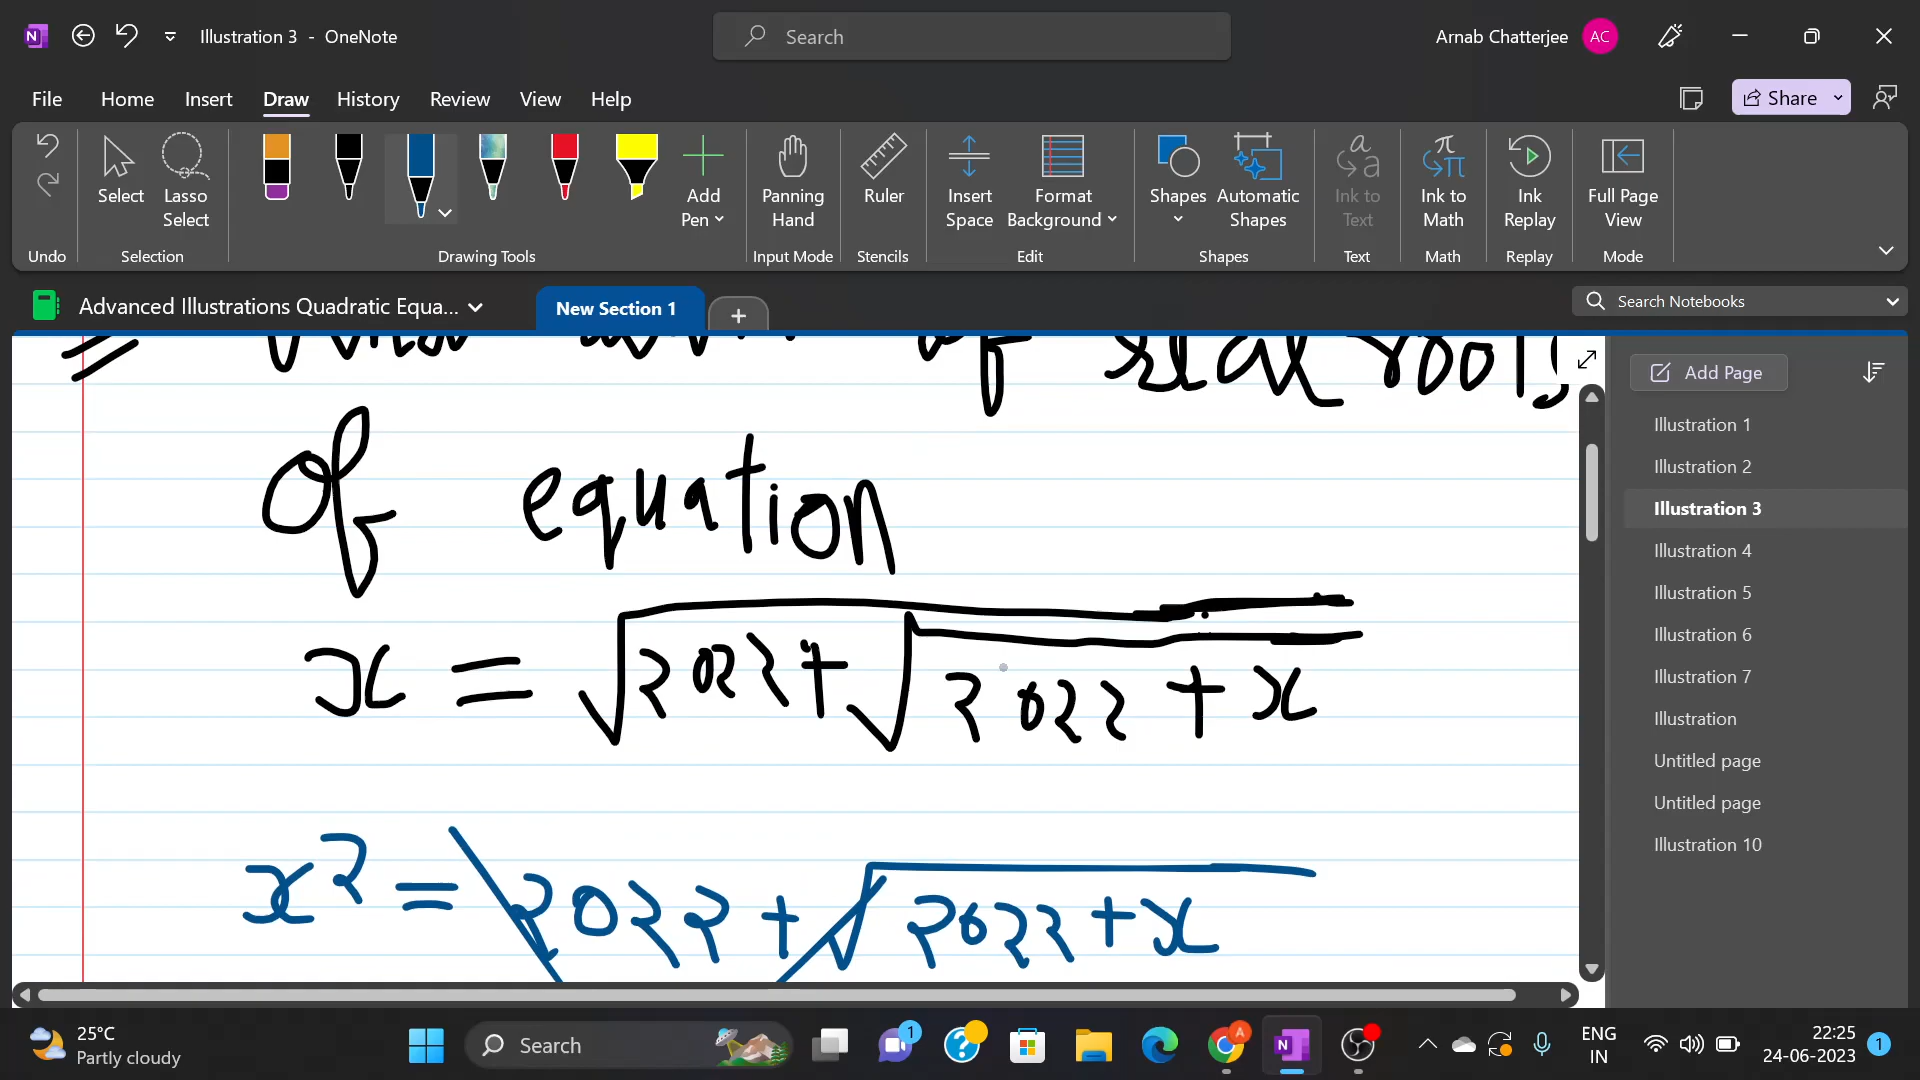 Illustration 3 - OneNote
Search
Arnab Chatterjee
AC
File Home Insert Draw History Review View Help
Share
Select
Lasso Select
Add Pen
Panning Hand
Ruler
Insert Space
Format Background
Shapes
Automatic Shapes
Ink to Text
Ink to Math
Ink Replay
Full Page View
Undo Selection Drawing Tools Input Mode Stencils Edit Shapes Text Math Replay Mode
Advanced Illustrations Quadratic Equa...
New Section 1
Search Notebooks
of real roots
Of equation
x = √(2022 + √(2022 + x))
x² = 2022 + √(2022 + x)
Add Page
Illustration 1
Illustration 2
Illustration 3
Illustration 4
Illustration 5
Illustration 6
Illustration 7
Illustration
Untitled page
Untitled page
Illustration 10
25°C
Partly cloudy
Search
1
A
ENG
IN
22:25
24-06-2023
1